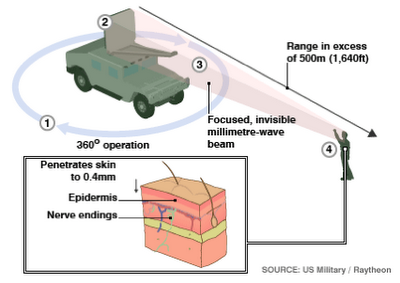 2
Range in excess
of 500m (1,640ft)
3
1
Focused, invisible
millimetre-wave
beam
360° operation
4
Penetrates skin
to 0.4mm
Epidermis
Nerve endings
SOURCE: US Military / Raytheon